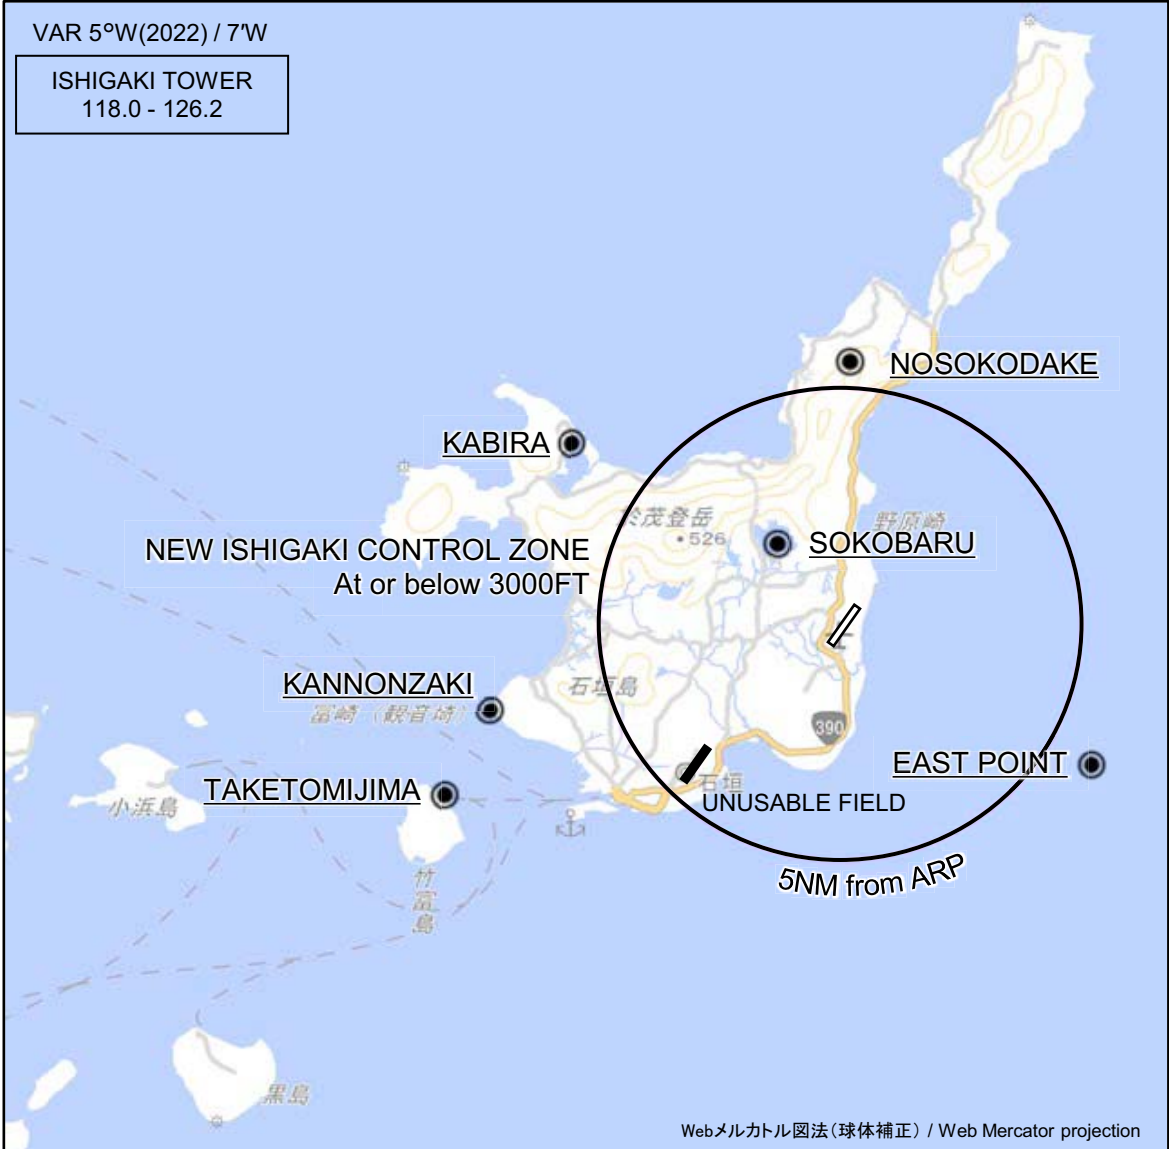 VAR 5°W(2022) / 7'W
ISHIGAKI TOWER
118.0 - 126.2
NOSOKODAKE
KABIRA
於茂登岳
•526
野原崎
SOKOBARU
NEW ISHIGAKI CONTROL ZONE
At or below 3000FT
KANNONZAKI
冨崎（観音埼）
石垣島
390
EAST POINT
TAKETOMIJIMA
小浜島
石垣
UNUSABLE FIELD
竹富島
5NM from ARP
黒島
Webメルカトル図法(球体補正) / Web Mercator projection